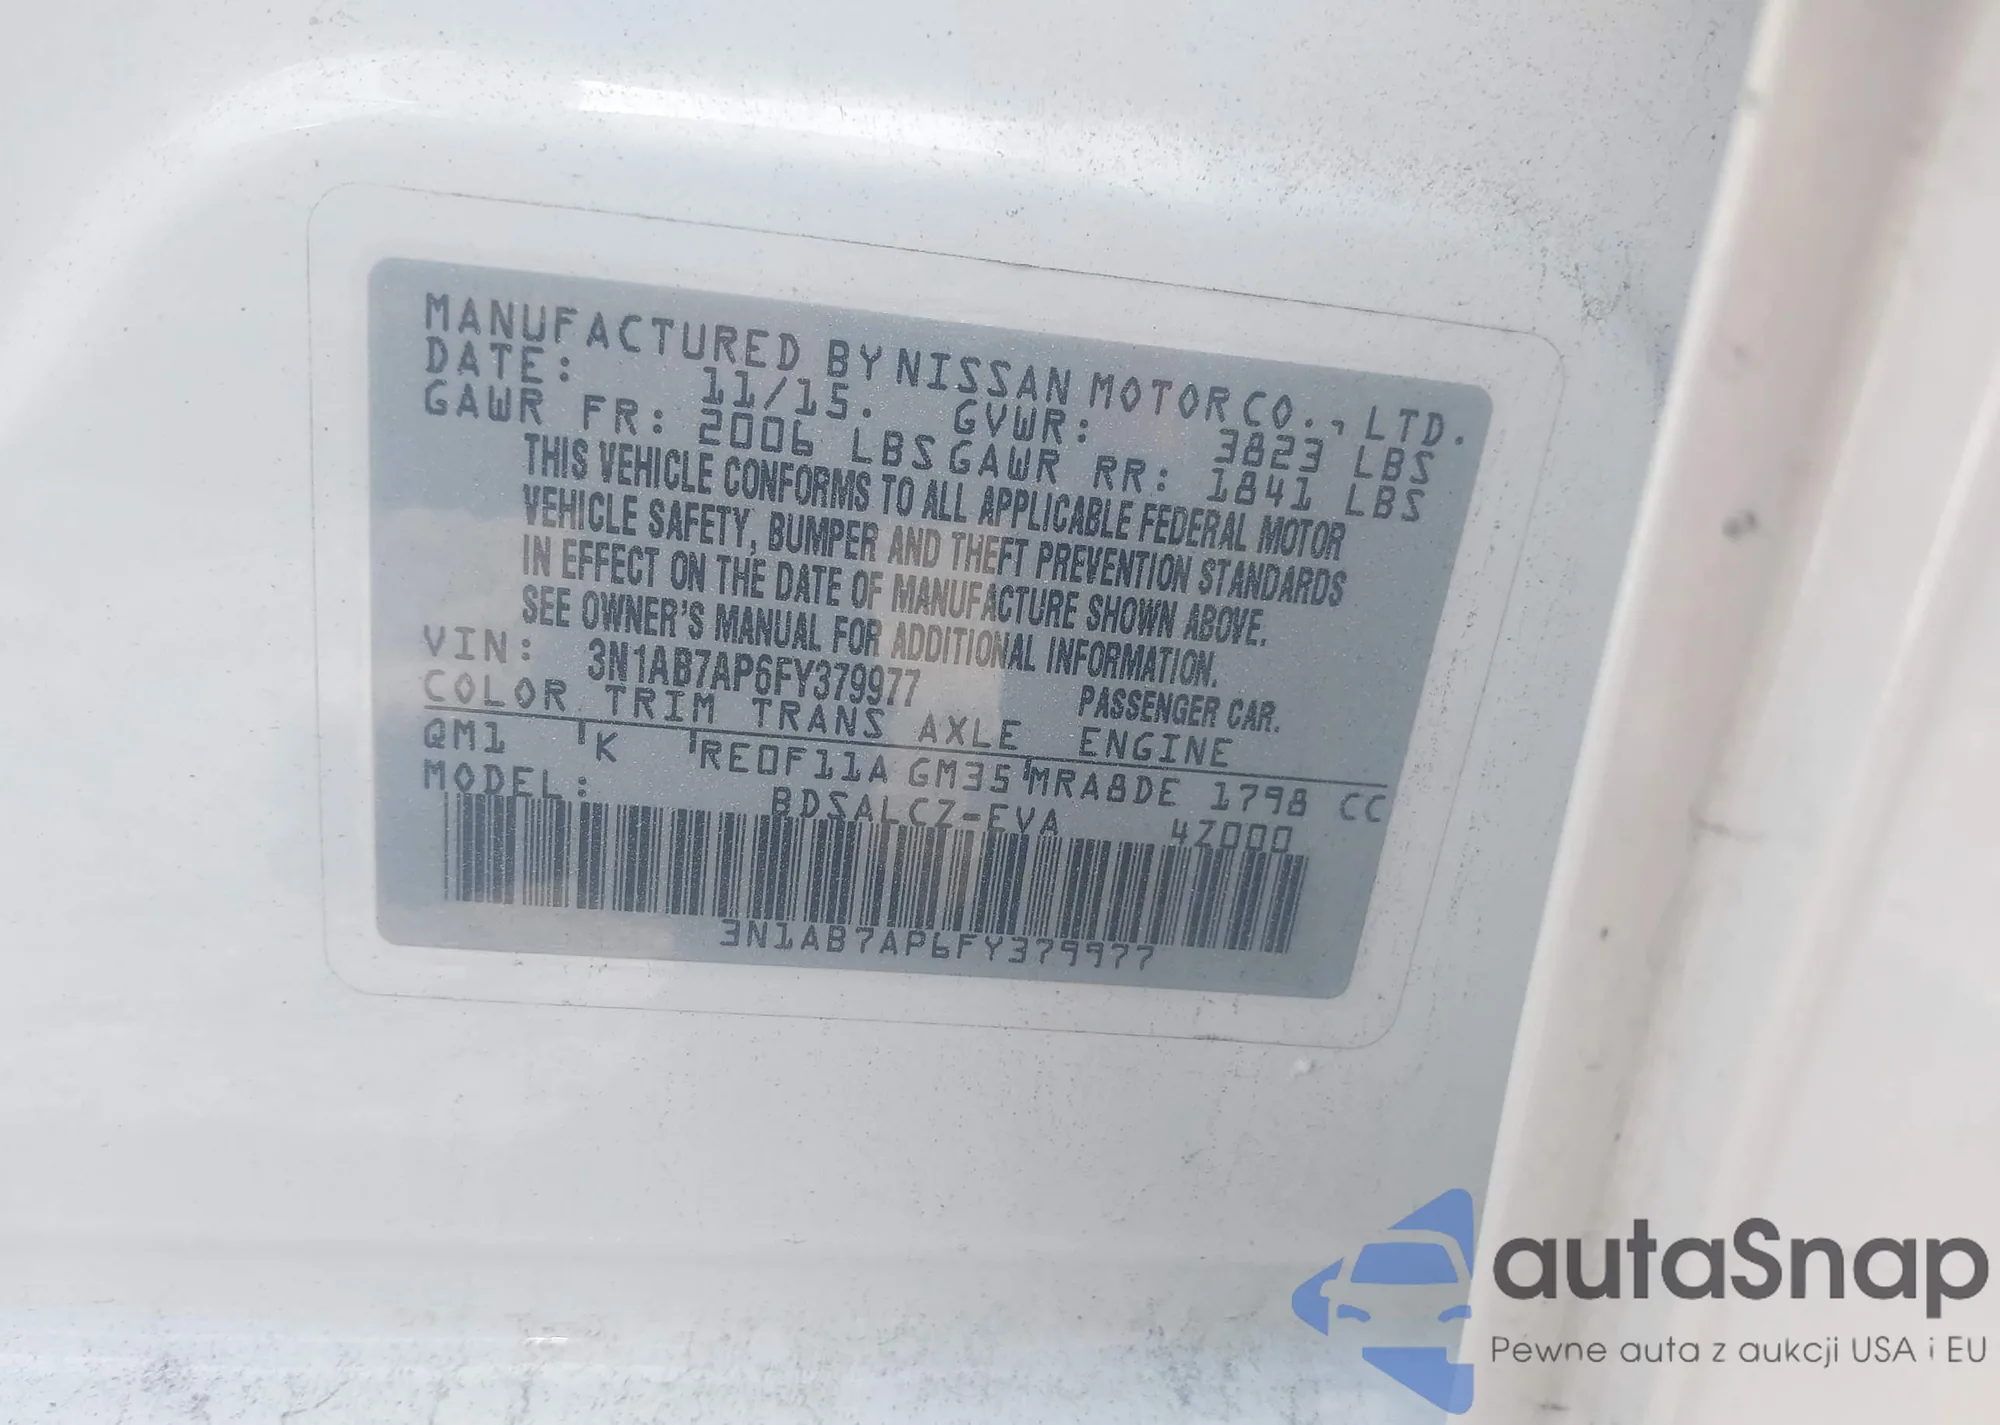 MANUFACTURED BY NISSAN MOTOR CO., LTD.
DATE: 11/15. GVWR: 3823 LBS
GAWR FR: 2006 LBS GAWR RR: 1841 LBS
THIS VEHICLE CONFORMS TO ALL APPLICABLE FEDERAL MOTOR
VEHICLE SAFETY, BUMPER AND THEFT PREVENTION STANDARDS
IN EFFECT ON THE DATE OF MANUFACTURE SHOWN ABOVE.
SEE OWNER'S MANUAL FOR ADDITIONAL INFORMATION.
VIN: 3N1AB7AP6FY379977 PASSENGER CAR.
COLOR TRIM TRANS AXLE ENGINE
QM1 K RE0F11A GM35 MRA8DE 1798 CC
MODEL: BDSALCZ-EVA 4Z000
3N1AB7AP6FY379977
autaSnap
Pewne auta z aukcji USA i EU